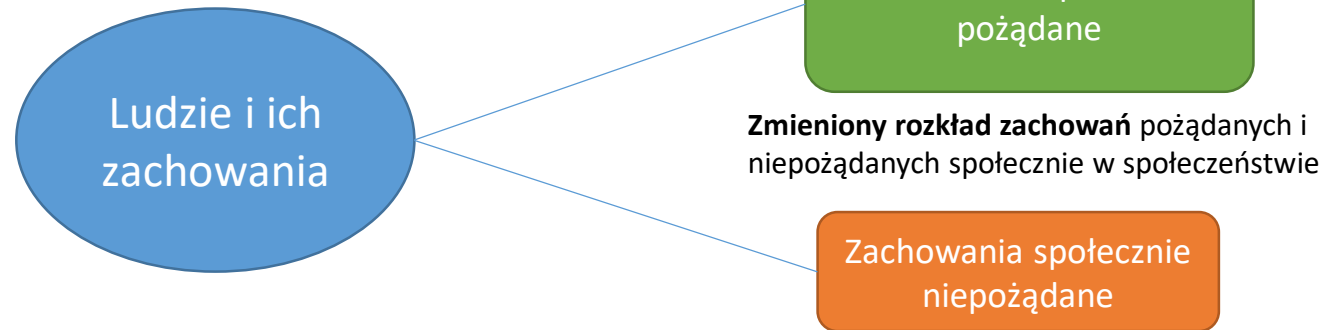 pożądane
Ludzie i ich
zachowania
Zmieniony rozkład zachowań pożądanych i
niepożądanych społecznie w społeczeństwie
Zachowania społecznie
niepożądane